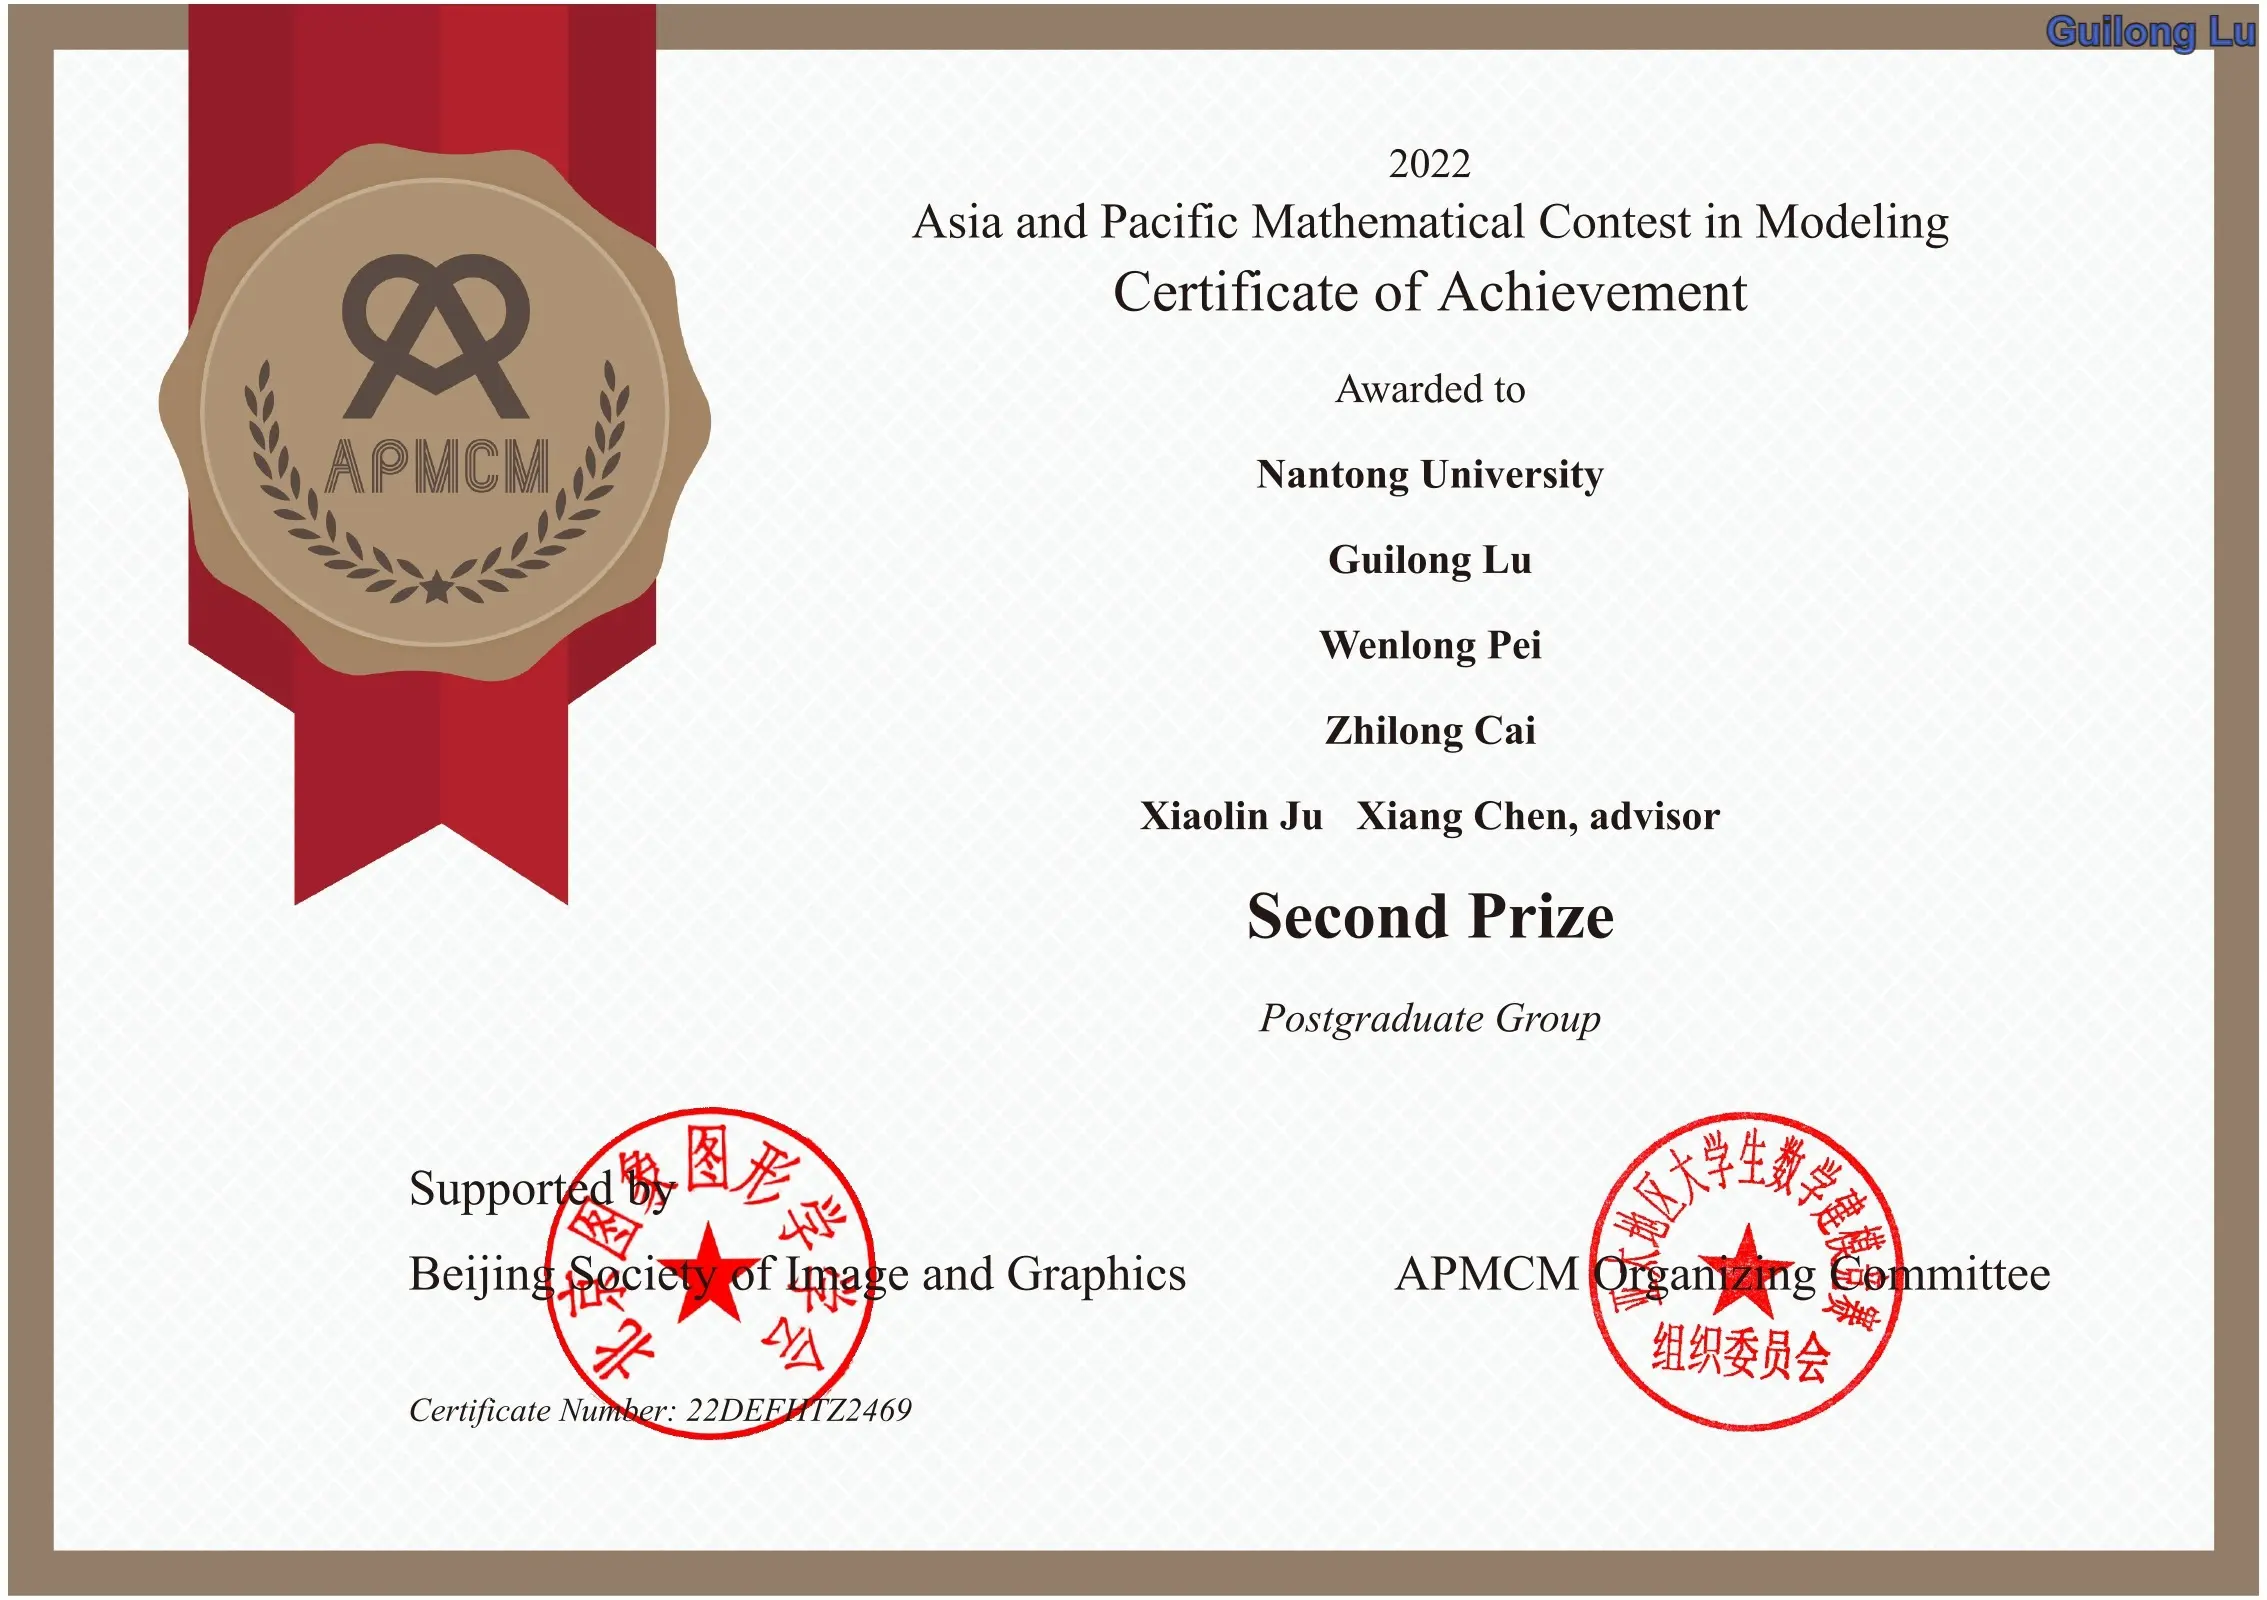 Guilong Lu
2022
Asia and Pacific Mathematical Contest in Modeling
Certificate of Achievement
Awarded to
Nantong University
Guilong Lu
Wenlong Pei
Zhilong Cai
Xiaolin Ju Xiang Chen, advisor
Second Prize
Postgraduate Group
APMCM
Supported by
Beijing Society of Image and Graphics
北京图象图形学学会
Certificate Number: 22DEFHTZ2469
APMCM Organizing Committee
亚太地区大学生数学建模竞赛
组织委员会